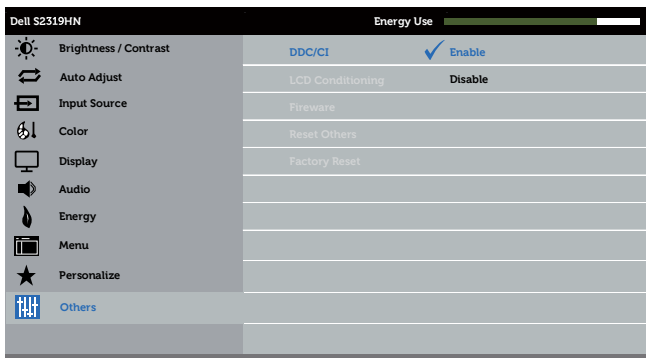 Dell S2319HN Energy Use
Brightness / Contrast
Auto Adjust
Input Source
Color
Display
Audio
Energy
Menu
Personalize
Others
DDC/CI Enable
LCD Conditioning Disable
Fireware
Reset Others
Factory Reset